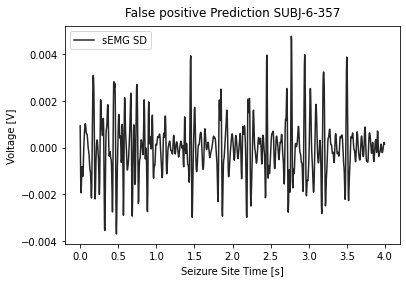 False positive Prediction SUBJ-6-357
sEMG SD
Voltage [V]
0.004
0.002
0.000
−0.002
−0.004
0.0 0.5 1.0 1.5 2.0 2.5 3.0 3.5 4.0
Seizure Site Time [s]